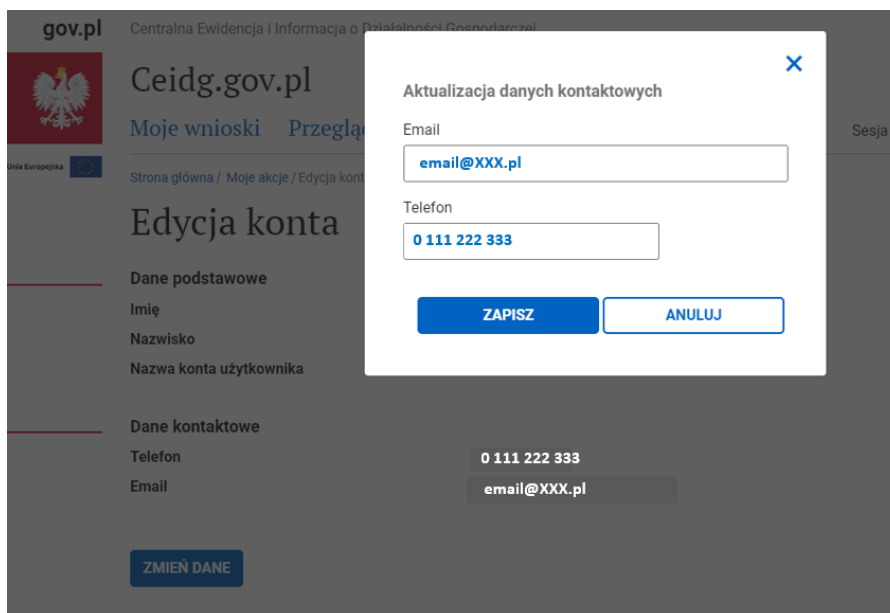 gov.pl
Centralna Ewidencja i Informacja o Działalności Gospodarczej
Ceidg.gov.pl
Moje wnioski Przeglą
Sesja
Unia Europejska
Strona główna / Moje akcje / Edycja kont
Edycja konta
Dane podstawowe
Imię
Nazwisko
Nazwa konta użytkownika
Dane kontaktowe
Telefon 0 111 222 333
Email email@XXX.pl
ZMIEŃ DANE
Aktualizacja danych kontaktowych
Email
email@XXX.pl
Telefon
0 111 222 333
ZAPISZ ANULUJ